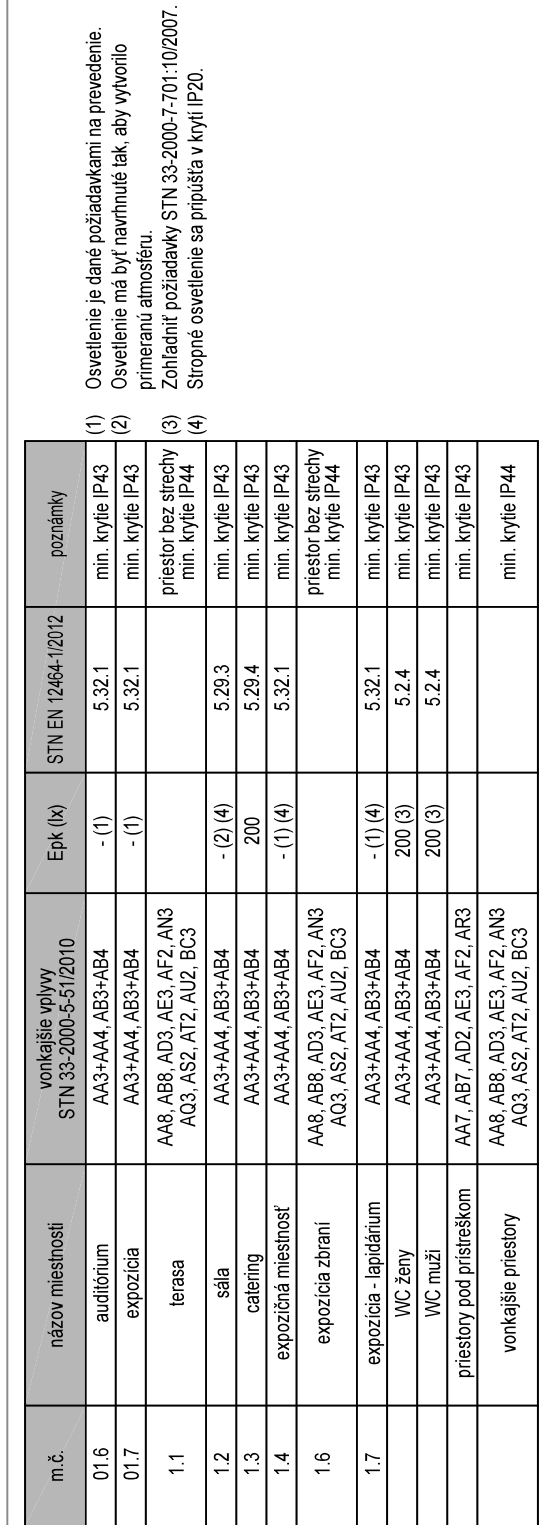 m.č. názov miestnosti vonkajšie vplyvy Epk (lx) STN EN 12464-1/2012 poznámky
STN 33-2000-5-51/2010
01.6 auditórium AA3+AA4, AB3+AB4 - (1) 5.32.1 min. krytie IP43
01.7 expozícia AA3+AA4, AB3+AB4 - (1) 5.32.1 min. krytie IP43
1.1 terasa AA8, AB8, AD3, AE3, AF2, AN3 priestor bez strechy
AQ3, AS2, AT2, AU2, BC3 min. krytie IP44
1.2 sála AA3+AA4, AB3+AB4 - (2) (4) 5.29.3 min. krytie IP43
1.3 catering AA3+AA4, AB3+AB4 200 5.29.4 min. krytie IP43
1.4 expozičná miestnosť AA3+AA4, AB3+AB4 - (1) (4) 5.32.1 min. krytie IP43
1.6 expozícia zbraní AA8, AB8, AD3, AE3, AF2, AN3 priestor bez strechy
AQ3, AS2, AT2, AU2, BC3 min. krytie IP44
1.7 expozícia - lapidárium AA3+AA4, AB3+AB4 - (1) (4) 5.32.1 min. krytie IP43
WC ženy AA3+AA4, AB3+AB4 200 (3) 5.2.4 min. krytie IP43
WC muži AA3+AA4, AB3+AB4 200 (3) 5.2.4 min. krytie IP43
priestory pod prístreškom AA7, AB7, AD2, AE3, AF2, AR3 min. krytie IP43
vonkajšie priestory AA8, AB8, AD3, AE3, AF2, AN3 min. krytie IP44
AQ3, AS2, AT2, AU2, BC3
(1) Osvetlenie je dané požiadavkami na prevedenie.
(2) Osvetlenie má byť navrhnuté tak, aby vytvorilo
primeranú atmosféru.
(3) Zohľadniť požiadavky STN 33-2000-7-701:10/2007.
(4) Stropné osvetlenie sa pripúšťa v krytí IP20.